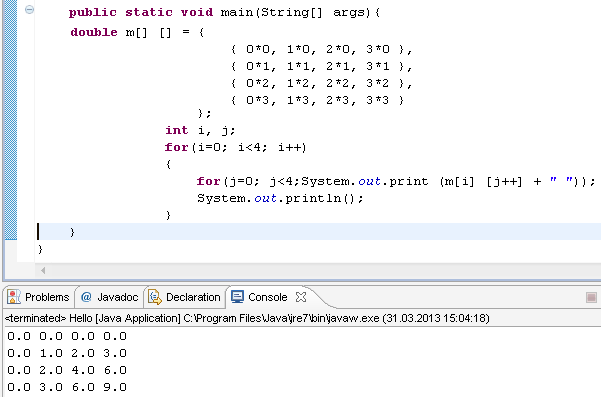 public static void main(String[] args){
double m[] [] = {
{ 0*0, 1*0, 2*0, 3*0 },
{ 0*1, 1*1, 2*1, 3*1 },
{ 0*2, 1*2, 2*2, 3*2 },
{ 0*3, 1*3, 2*3, 3*3 }
};
int i, j;
for(i=0; i<4; i++)
{
for(j=0; j<4;System.out.print (m[i] [j++] + " "));
System.out.println();
}
}
}
Problems @ Javadoc Declaration Console
<terminated> Hello [Java Application] C:\Program Files\Java\jre7\bin\javaw.exe (31.03.2013 15:04:18)
0.0 0.0 0.0 0.0
0.0 1.0 2.0 3.0
0.0 2.0 4.0 6.0
0.0 3.0 6.0 9.0